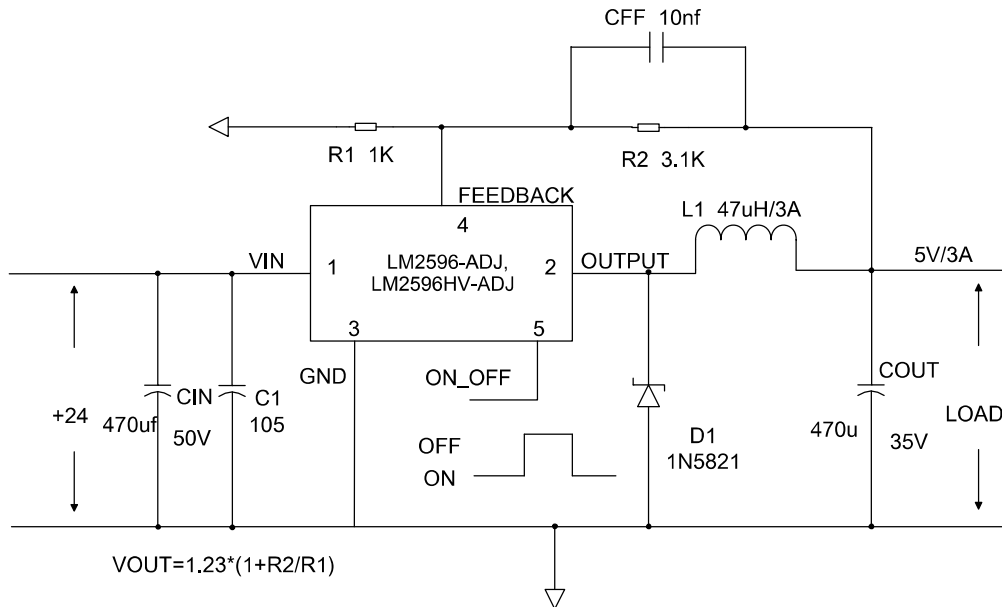 CFF 10nf
R1 1K
R2 3.1K
FEEDBACK
4
L1 47uH/3A
VIN
1
LM2596-ADJ,
LM2596HV-ADJ
2
OUTPUT
5V/3A
3
5
GND
ON_OFF
+24
470uf
CIN
50V
C1
105
OFF
ON
D1
1N5821
COUT
470u
35V
LOAD
VOUT=1.23*(1+R2/R1)